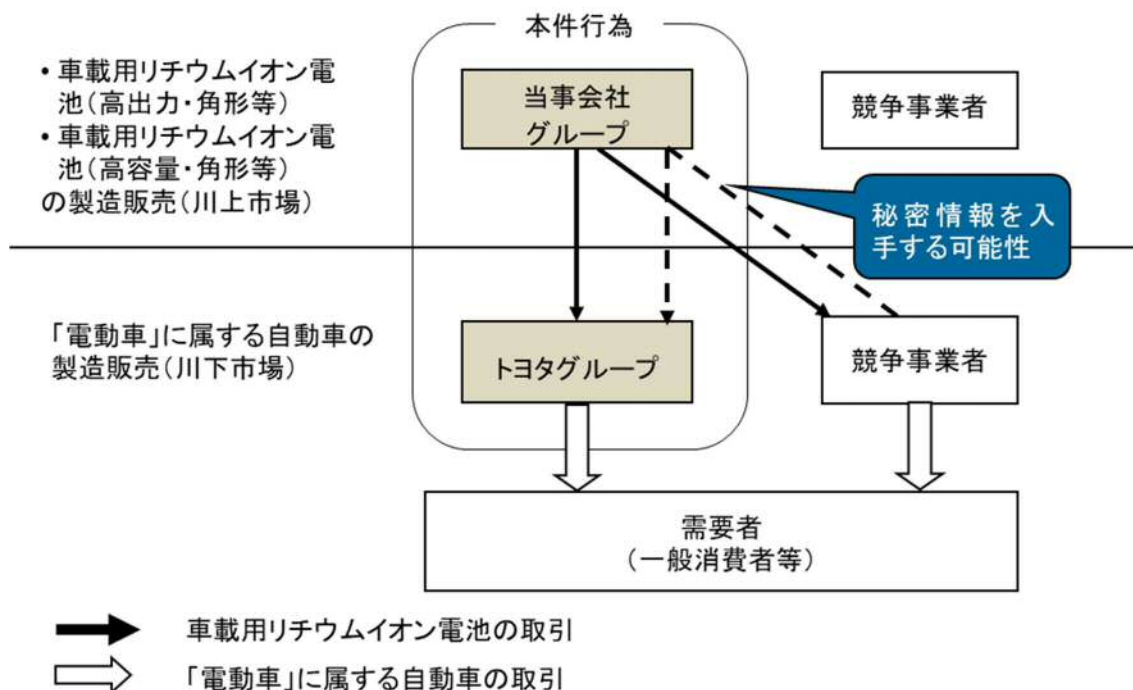 本件行為
・車載用リチウムイオン電
池(高出力・角形等)
・車載用リチウムイオン電
池(高容量・角形等)
の製造販売(川上市場)
当事会社
グループ
競争事業者
秘密情報を入
手する可能性
「電動車」に属する自動車の
製造販売(川下市場)
トヨタグループ
競争事業者
需要者
(一般消費者等)
車載用リチウムイオン電池の取引
「電動車」に属する自動車の取引